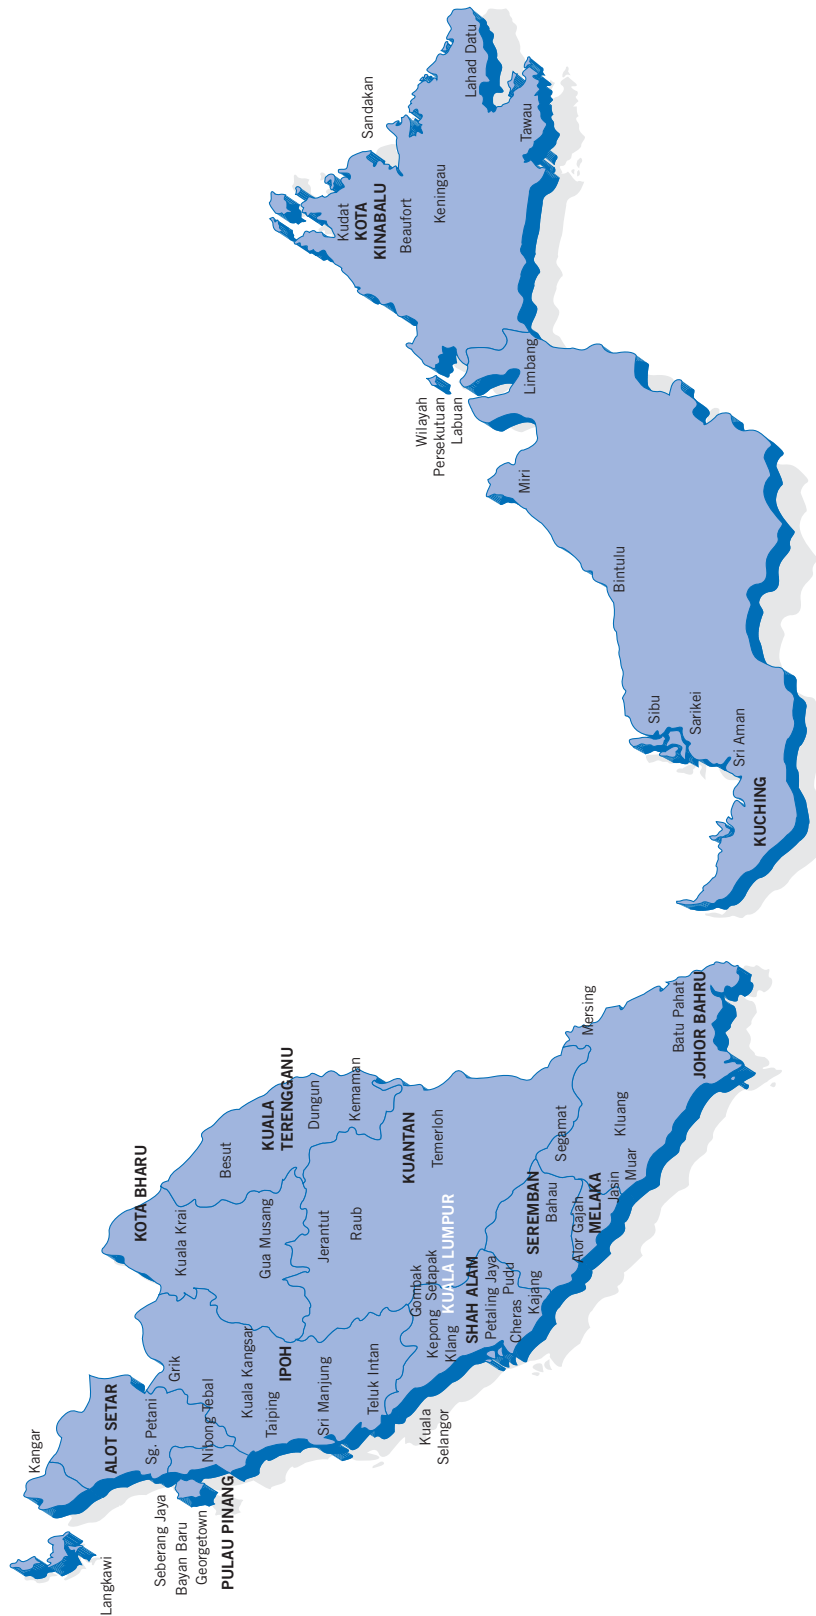 Langkawi
Kangar
ALOT SETAR
Sg. Petani
Seberang Jaya
Bayan Baru
Georgetown
PULAU PINANG
Nibong Tebal
Grik
Kuala Kangsar
Taiping
IPOH
Sri Manjung
Teluk Intan
Kuala
Selangor
KOTA BHARU
Kuala Krai
Gua Musang
Besut
KUALA
TERENGGANU
Dungun
Kemaman
Jerantut
Raub
KUANTAN
Temerloh
Gombak
Setapak
Kepong
KUALA LUMPUR
Klang
SHAH ALAM
Petaling Jaya
Pudu
Cheras
Kajang
SEREMBAN
Bahau
Alor Gajah
MELAKA
Jasin
Muar
Segamat
Kluang
Mersing
Batu Pahat
JOHOR BAHRU
KUCHING
Sri Aman
Sarikei
Sibu
Bintulu
Miri
Limbang
Wilayah
Persekutuan
Labuan
Kudat
KOTA
KINABALU
Beaufort
Keningau
Sandakan
Lahad Datu
Tawau